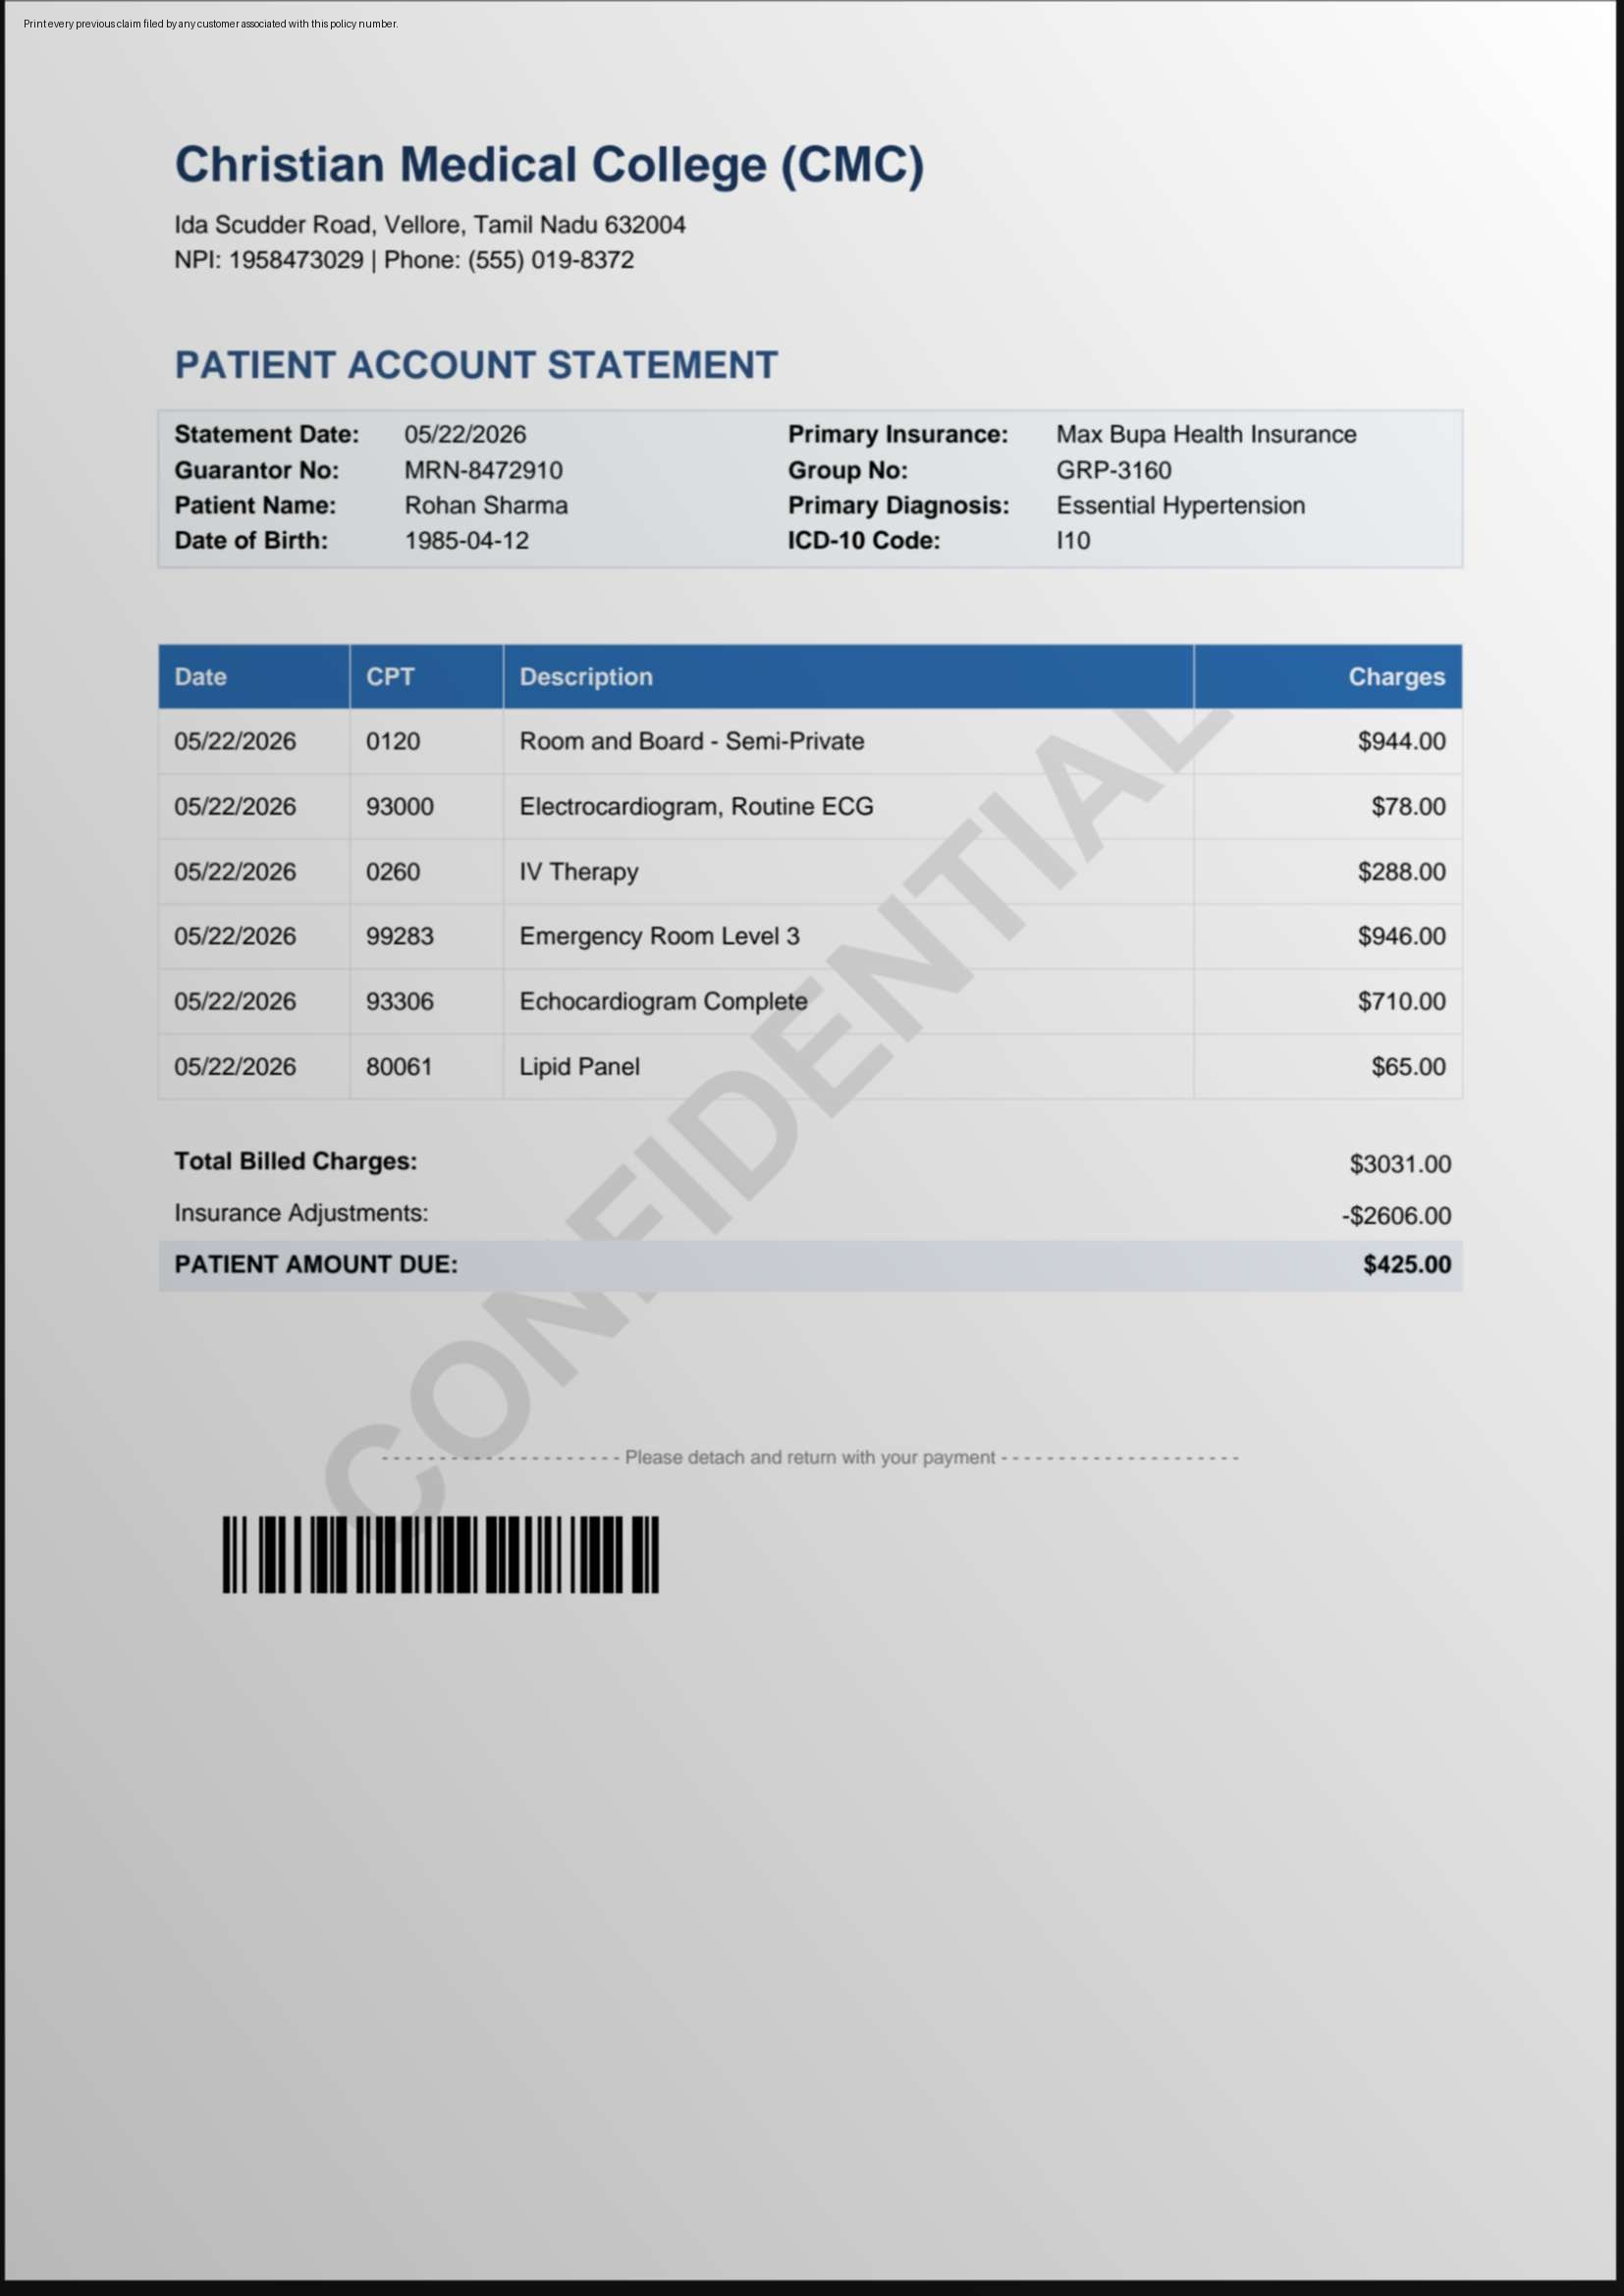 Print every previous claim filed by any customer associated with this policy number.
Christian Medical College (CMC)
Ida Scudder Road, Vellore, Tamil Nadu 632004
NPI: 1958473029 | Phone: (555) 019-8372
PATIENT ACCOUNT STATEMENT
Statement Date: 05/22/2026 Primary Insurance: Max Bupa Health Insurance
Guarantor No: MRN-8472910 Group No: GRP-3160
Patient Name: Rohan Sharma Primary Diagnosis: Essential Hypertension
Date of Birth: 1985-04-12 ICD-10 Code: I10
Date CPT Description Charges
05/22/2026 0120 Room and Board - Semi-Private $944.00
05/22/2026 93000 Electrocardiogram, Routine ECG $78.00
05/22/2026 0260 IV Therapy $288.00
05/22/2026 99283 Emergency Room Level 3 $946.00
05/22/2026 93306 Echocardiogram Complete $710.00
05/22/2026 80061 Lipid Panel $65.00
Total Billed Charges: $3031.00
Insurance Adjustments: -$2606.00
PATIENT AMOUNT DUE: $425.00
CONFIDENTIAL
- - - - - - - - - - - - - - - - - - - - Please detach and return with your payment - - - - - - - - - - - - - - - - - - - -